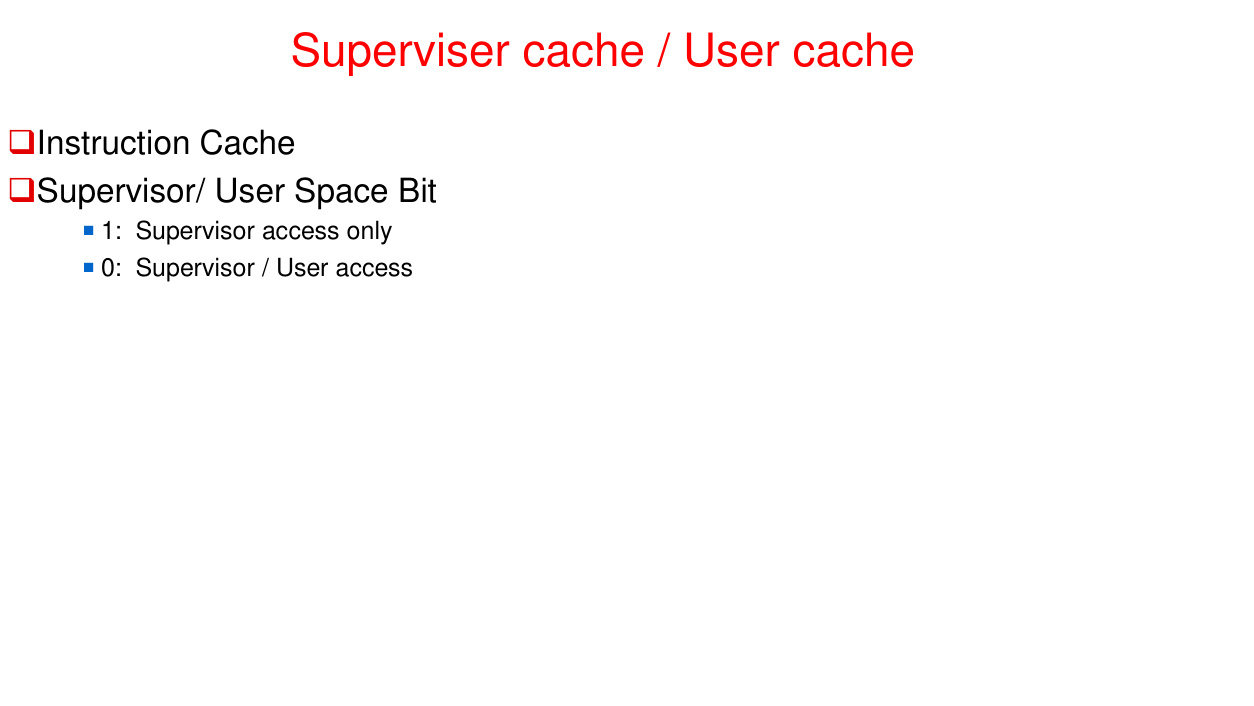 Superviser cache / User cache
❑Instruction Cache
❑Supervisor/ User Space Bit
▪ 1: Supervisor access only
▪ 0: Supervisor / User access